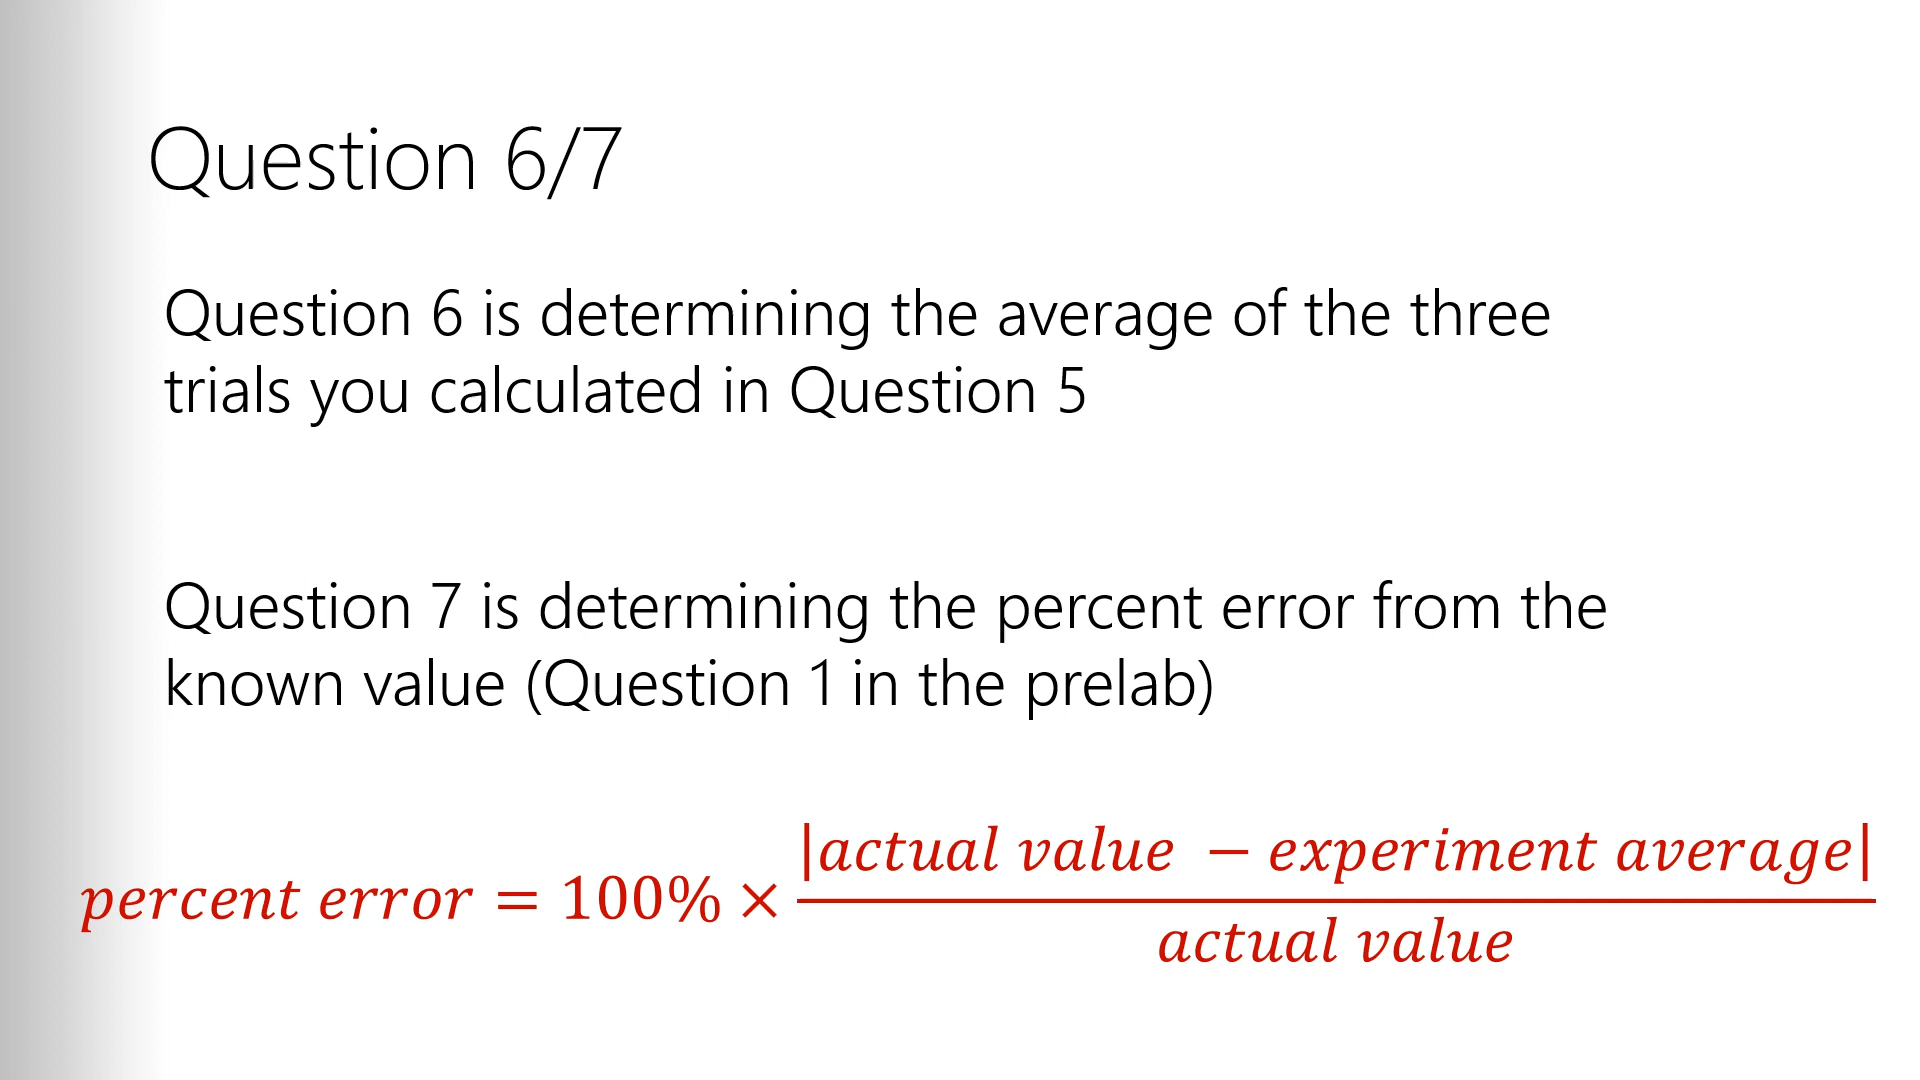 Question 6/7
Question 6 is determining the average of the three
trials you calculated in Question 5
Question 7 is determining the percent error from the
known value (Question 1 in the prelab)
percent error = 100% × |actual value − experiment average|
actual value